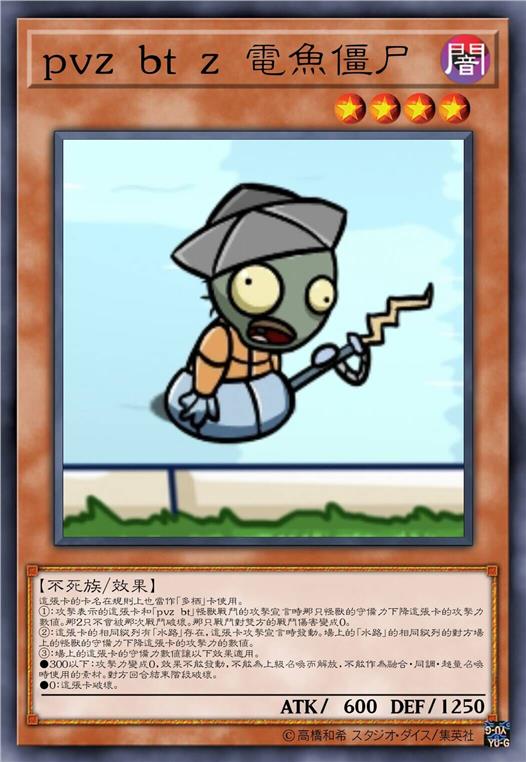 pvz bt z 電魚僵尸
闇
【不死族/效果】
這張卡的卡名在規則上也當作「多栖」卡使用。
①：攻擊表示的這張卡和「pvz bt」怪獸戰鬥的攻擊宣言時那只怪獸的守備力下降這張卡的攻擊力
數值。那2只不會被那次戰鬥破壞。那只戰鬥對雙方的戰鬥傷害變成0。
②：這張卡的相同縱列有「水路」存在，這張卡攻擊宣言時發動。場上的「水路」的相同縱列的對方場
上的怪獸的守備力下降這張卡的攻擊力的數值。
③：場上的這張卡的守備力數值讓以下效果適用。
●300以下：攻擊力變成0，效果不能發動，不能為上級召喚而解放，不能作為融合·同調·超量召喚
時使用的素材。對方回合結束階段破壞。
●0：這張卡破壞。
ATK/ 600 DEF/1250
©高橋和希 スタジオ·ダイス/集英社
YU-G